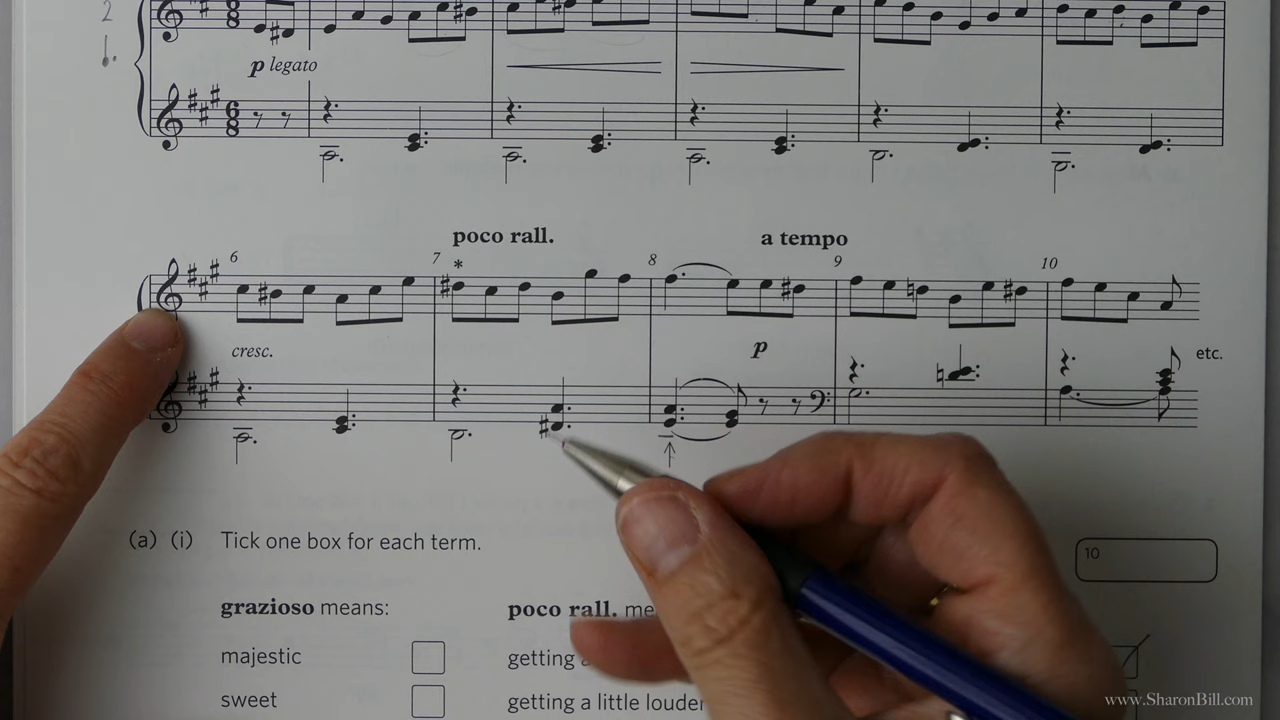 2
p legato
6
poco rall.
7
8
a tempo
9
10
cresc.
p
etc.
(a) (i) Tick one box for each term.
10
grazioso means:
poco rall.
majestic
getting
sweet
getting a little louder
www.SharonBill.com